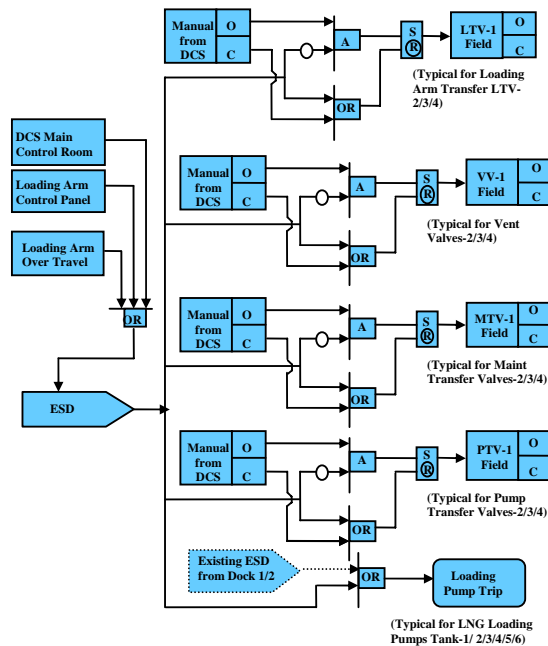 Manual
from
DCS
O
C
A
OR
S
R
LTV-1
Field
O
C
(Typical for Loading
Arm Transfer LTV-
2/3/4)
DCS Main
Control Room
Loading Arm
Control Panel
Loading Arm
Over Travel
OR
ESD
Manual
from
DCS
O
C
A
OR
S
R
VV-1
Field
O
C
(Typical for Vent
Valves-2/3/4)
Manual
from
DCS
O
C
A
OR
S
R
MTV-1
Field
O
C
(Typical for Maint
Transfer Valves-2/3/4)
Manual
from
DCS
O
C
A
OR
S
R
PTV-1
Field
O
C
(Typical for Pump
Transfer Valves-2/3/4)
Existing ESD
from Dock 1/2
OR
Loading
Pump Trip
(Typical for LNG Loading
Pumps Tank-1/ 2/3/4/5/6)